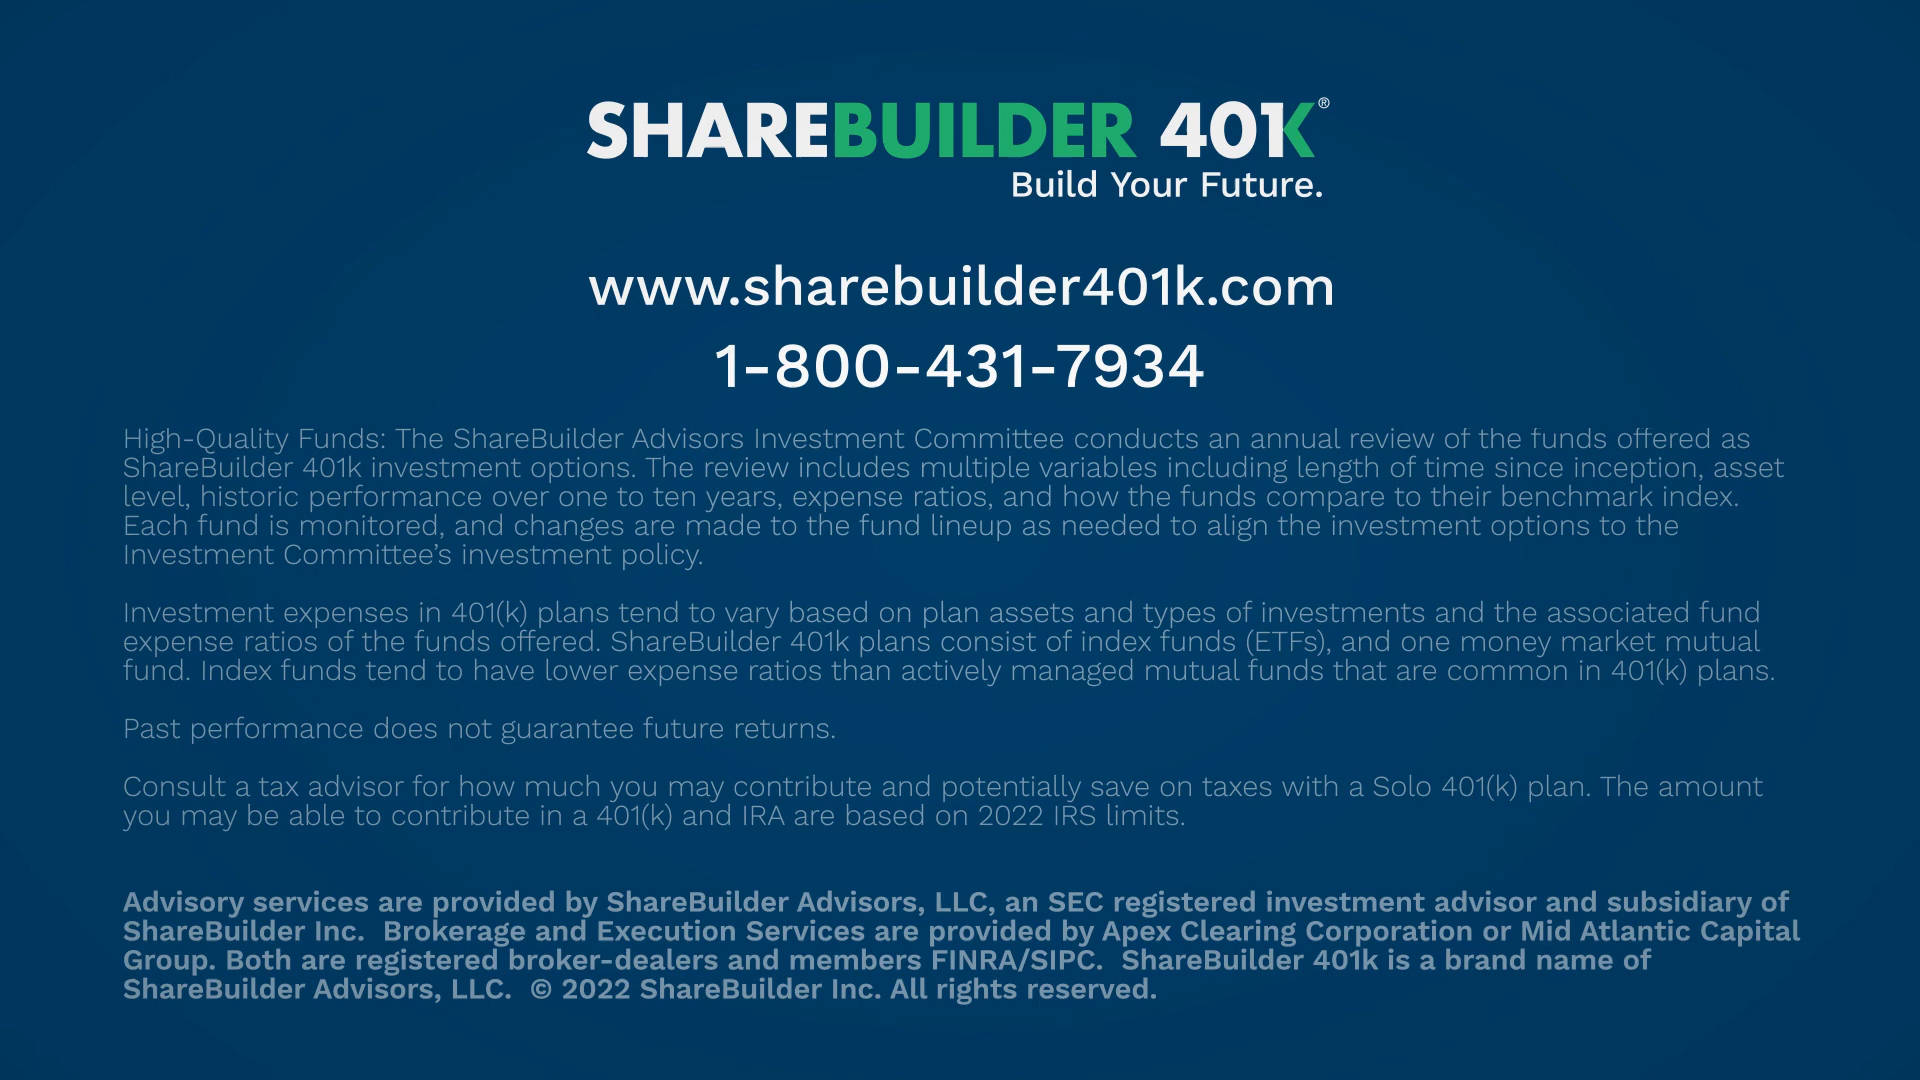 SHAREBUILDER 401K®
Build Your Future.
www.sharebuilder401k.com
1-800-431-7934
High-Quality Funds: The ShareBuilder Advisors Investment Committee conducts an annual review of the funds offered as
ShareBuilder 401k investment options. The review includes multiple variables including length of time since inception, asset
level, historic performance over one to ten years, expense ratios, and how the funds compare to their benchmark index.
Each fund is monitored, and changes are made to the fund lineup as needed to align the investment options to the
Investment Committee’s investment policy.
Investment expenses in 401(k) plans tend to vary based on plan assets and types of investments and the associated fund
expense ratios of the funds offered. ShareBuilder 401k plans consist of index funds (ETFs), and one money market mutual
fund. Index funds tend to have lower expense ratios than actively managed mutual funds that are common in 401(k) plans.
Past performance does not guarantee future returns.
Consult a tax advisor for how much you may contribute and potentially save on taxes with a Solo 401(k) plan. The amount
you may be able to contribute in a 401(k) and IRA are based on 2022 IRS limits.
Advisory services are provided by ShareBuilder Advisors, LLC, an SEC registered investment advisor and subsidiary of
ShareBuilder Inc.  Brokerage and Execution Services are provided by Apex Clearing Corporation or Mid Atlantic Capital
Group. Both are registered broker-dealers and members FINRA/SIPC.  ShareBuilder 401k is a brand name of
ShareBuilder Advisors, LLC.  © 2022 ShareBuilder Inc. All rights reserved.